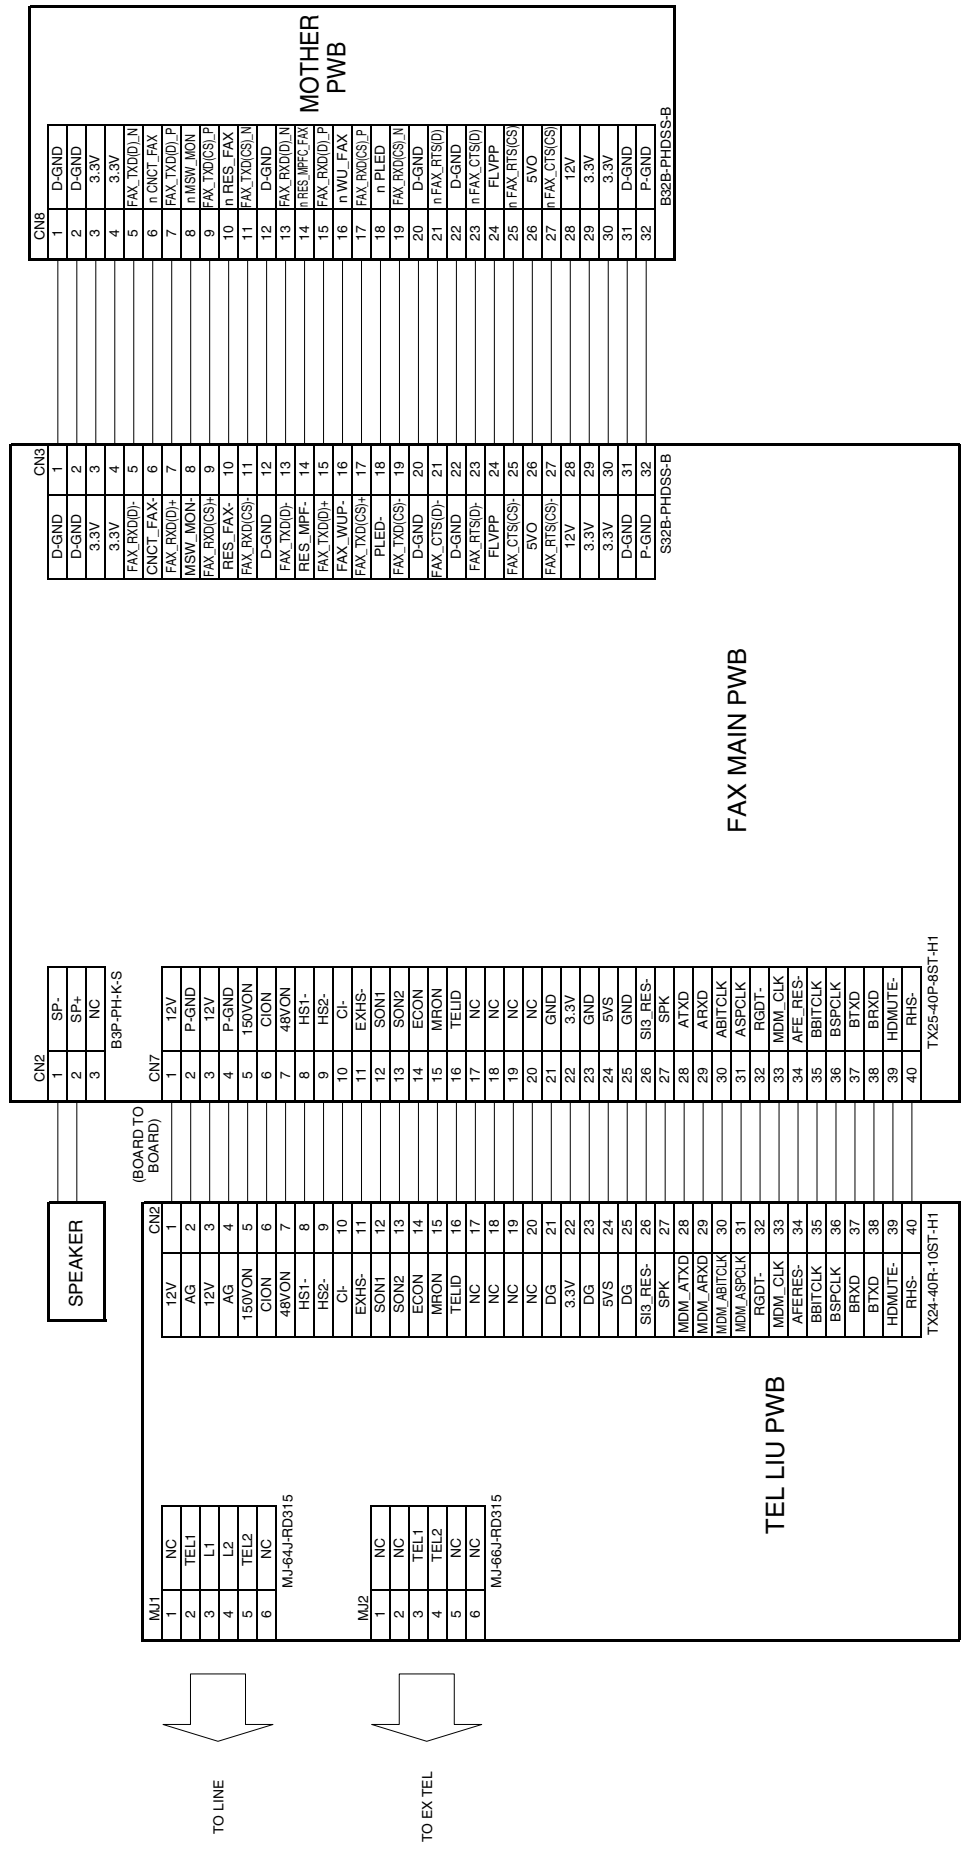 MOTHER
PWB
CN8
1 D-GND
2 D-GND
3 3.3V
4 3.3V
5 FAX_TXD(D)_N
6 n CNCT_FAX
7 FAX_TXD(D)_P
8 n MSW_MON
9 FAX_TXD(CS)_P
10 n RES_FAX
11 FAX_TXD(CS)_N
12 D-GND
13 FAX_RXD(D)_N
14 n RES_MPFC_FAX
15 FAX_RXD(D)_P
16 n WU_FAX
17 FAX_RXD(CS)_P
18 n PLED
19 FAX_RXD(CS)_N
20 D-GND
21 n FAX_RTS(D)
22 D-GND
23 n FAX_CTS(D)
24 FLVPP
25 n FAX_RTS(CS)
26 5VO
27 n FAX_CTS(CS)
28 12V
29 3.3V
30 3.3V
31 D-GND
32 P-GND
B32B-PHDSS-B
CN3
D-GND 1
D-GND 2
3.3V 3
3.3V 4
FAX_RXD(D)- 5
CNCT_FAX- 6
FAX_RXD(D)+ 7
MSW_MON- 8
FAX_RXD(CS)+ 9
RES_FAX- 10
FAX_RXD(CS)- 11
D-GND 12
FAX_TXD(D)- 13
RES_MPF- 14
FAX_TXD(D)+ 15
FAX_WUP- 16
FAX_TXD(CS)+ 17
PLED- 18
FAX_TXD(CS)- 19
D-GND 20
FAX_CTS(D)- 21
D-GND 22
FAX_RTS(D)- 23
FLVPP 24
FAX_CTS(CS)- 25
5VO 26
FAX_RTS(CS)- 27
12V 28
3.3V 29
3.3V 30
D-GND 31
P-GND 32
S32B-PHDSS-B
FAX MAIN PWB
CN2
1 SP-
2 SP+
3 NC
B3P-PH-K-S
CN7
1 12V
2 P-GND
3 12V
4 P-GND
5 150VON
6 CION
7 48VLON
8 HS1-
9 HS2-
10 CI-
11 EXHS-
12 SON1
13 SON2
14 ECON
15 MRON
16 TELID
17 NC
18 NC
19 NC
20 NC
21 GND
22 3.3V
23 GND
24 5VS
25 GND
26 SI3_RES-
27 SPK
28 ATXD
29 ARXD
30 ABITCLK
31 ASPCLK
32 RGDT-
33 MDM_CLK
34 AFE_RES-
35 BBITCLK
36 BSPCLK
37 BTXD
38 BRXD
39 HDMUTE-
40 RHS-
TX25-40P-8ST-H1
(BOARD TO
BOARD)
SPEAKER
CN2
12V 1
AG 2
12V 3
AG 4
150VON 5
CION 6
48VON 7
HS1- 8
HS2- 9
CI- 10
EXHS- 11
SON1 12
SON2 13
ECON 14
MRON 15
TELID 16
NC 17
NC 18
NC 19
NC 20
DG 21
3.3V 22
DG 23
5VS 24
DG 25
SI3_RES- 26
SPK 27
MDM_ATXD 28
MDM_ARXD 29
MDM_ABITCLK 30
MDM_ASPCLK 31
RGDT- 32
MDM_CLK 33
AFERES- 34
BBITCLK 35
BSPCLK 36
BRXD 37
BTXD 38
HDMUTE- 39
RHS- 40
TX24-40R-10ST-H1
TEL LIU PWB
MJ1
1 NC
2 TEL1
3 L1
4 L2
5 TEL2
6 NC
MJ-64J-RD315
MJ2
1 NC
2 NC
3 TEL1
4 TEL2
5 NC
6 NC
MJ-66J-RD315
TO LINE
TO EX TEL